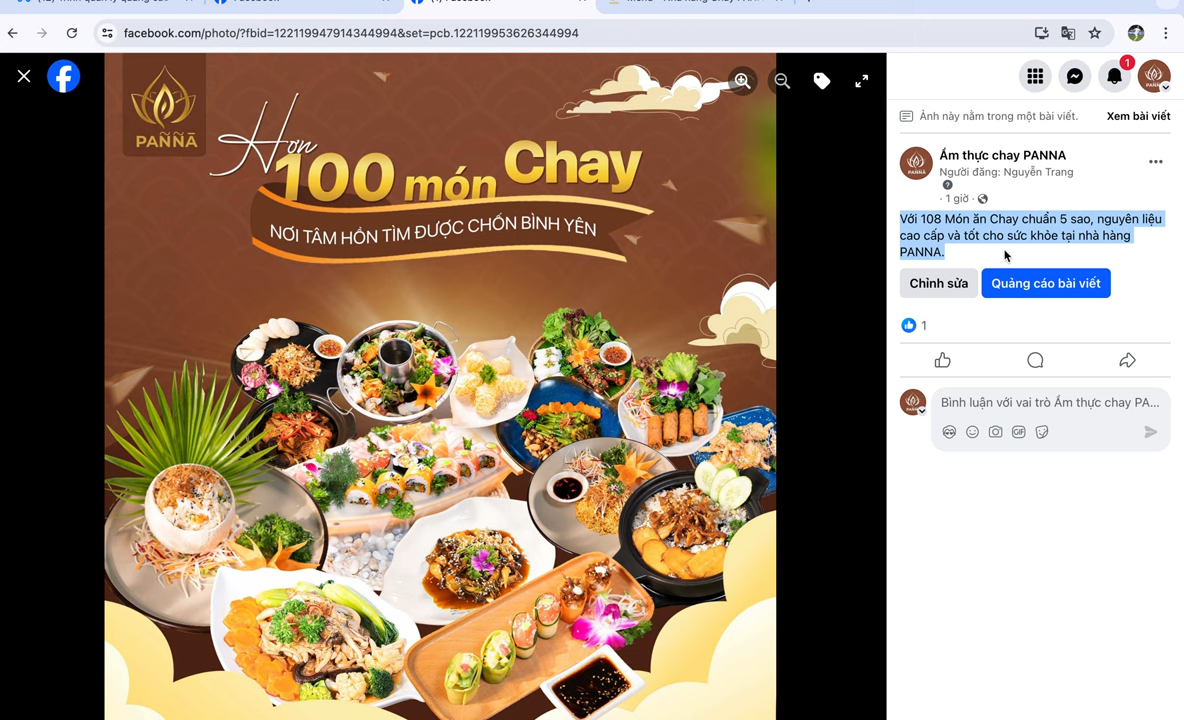 facebook.com/photo/?fbid=122119947914344994&set=pcb.122119953626344994
PAÑÑĀ
Hơn
100 món Chay
NƠI TÂM HỒN TÌM ĐƯỢC CHỐN BÌNH YÊN
1
Ảnh này nằm trong một bài viết.
Xem bài viết
Ẩm thực chay PANNA
Người đăng: Nguyễn Trang
· 1 giờ ·
Với 108 Món ăn Chay chuẩn 5 sao, nguyên liệu
cao cấp và tốt cho sức khỏe tại nhà hàng
PANNA.
Chỉnh sửa
Quảng cáo bài viết
1
Bình luận với vai trò Ẩm thực chay PA...
GIF